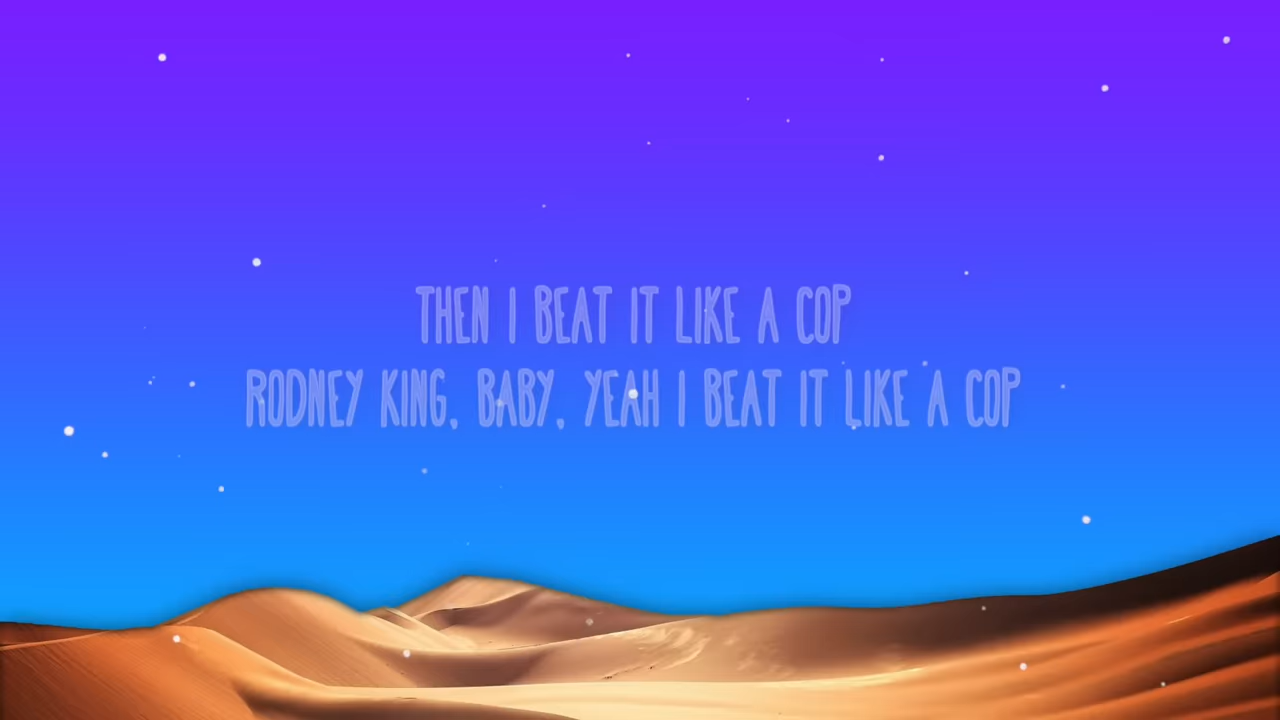 THEN I BEAT IT LIKE A COP
RODNEY KING, BABY, YEAH I BEAT IT LIKE A COP